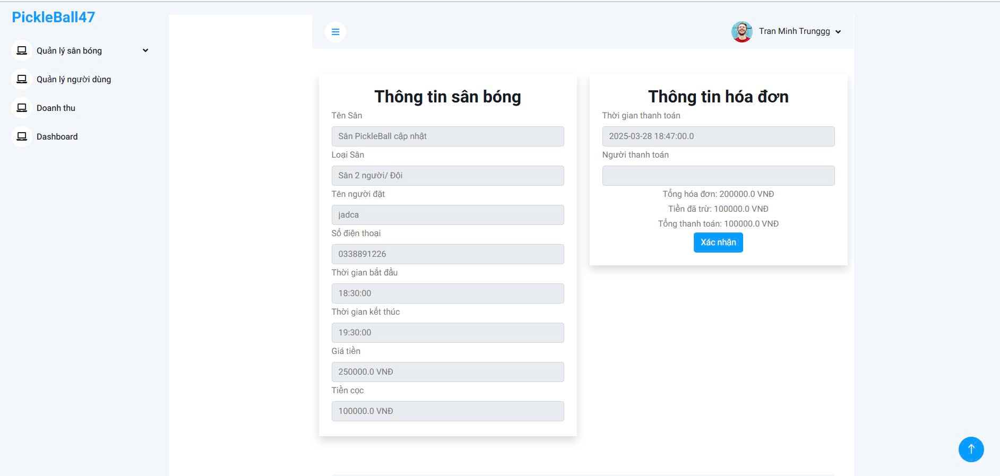 PickleBall47
Quản lý sân bóng
Quản lý người dùng
Doanh thu
Dashboard
Tran Minh Trunggg
Thông tin sân bóng
Tên Sân
Sân PickleBall cập nhật
Loại Sân
Sân 2 người/ Đội
Tên người đặt
jadca
Số điện thoại
0338891226
Thời gian bắt đầu
18:30:00
Thời gian kết thúc
19:30:00
Giá tiền
250000.0 VNĐ
Tiền cọc
100000.0 VNĐ
Thông tin hóa đơn
Thời gian thanh toán
2025-03-28 18:47:00.0
Người thanh toán
Tổng hóa đơn: 200000.0 VNĐ
Tiền đã trừ: 100000.0 VNĐ
Tổng thanh toán: 100000.0 VNĐ
Xác nhận